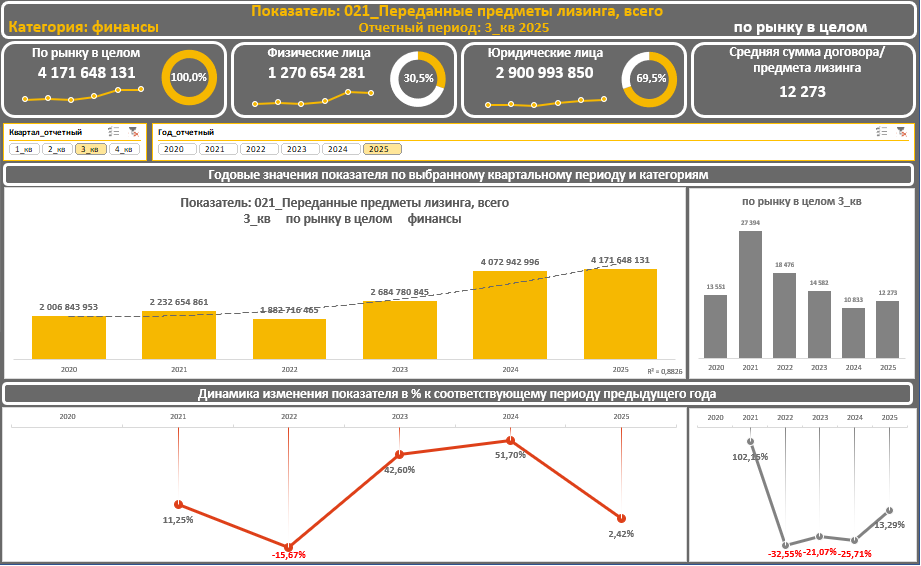 Показатель: 021_Переданные предметы лизинга, всего
Категория: финансы
Отчетный период: 3_кв 2025
по рынку в целом
По рынку в целом
4 171 648 131
100,0%
Физические лица
1 270 654 281
30,5%
Юридические лица
2 900 993 850
69,5%
Средняя сумма договора/
предмета лизинга
12 273
Квартал_отчетный
1_кв 2_кв 3_кв 4_кв
Год_отчетный
2020 2021 2022 2023 2024 2025
Годовые значения показателя по выбранному квартальному периоду и категориям
Показатель: 021_Переданные предметы лизинга, всего
3_кв по рынку в целом финансы
2 006 843 953
2 232 654 861
1 882 716 465
2 684 780 845
4 072 942 996
4 171 648 131
2020 2021 2022 2023 2024 2025
R² = 0,8826
по рынку в целом 3_кв
13 551
27 394
18 476
14 582
10 833
12 273
2020 2021 2022 2023 2024 2025
Динамика изменения показателя в % к соответствующему периоду предыдущего года
2020 2021 2022 2023 2024 2025
11,25%
-15,67%
42,60%
51,70%
2,42%
2020 2021 2022 2023 2024 2025
102,15%
-32,55%
-21,07%
-25,71%
13,29%